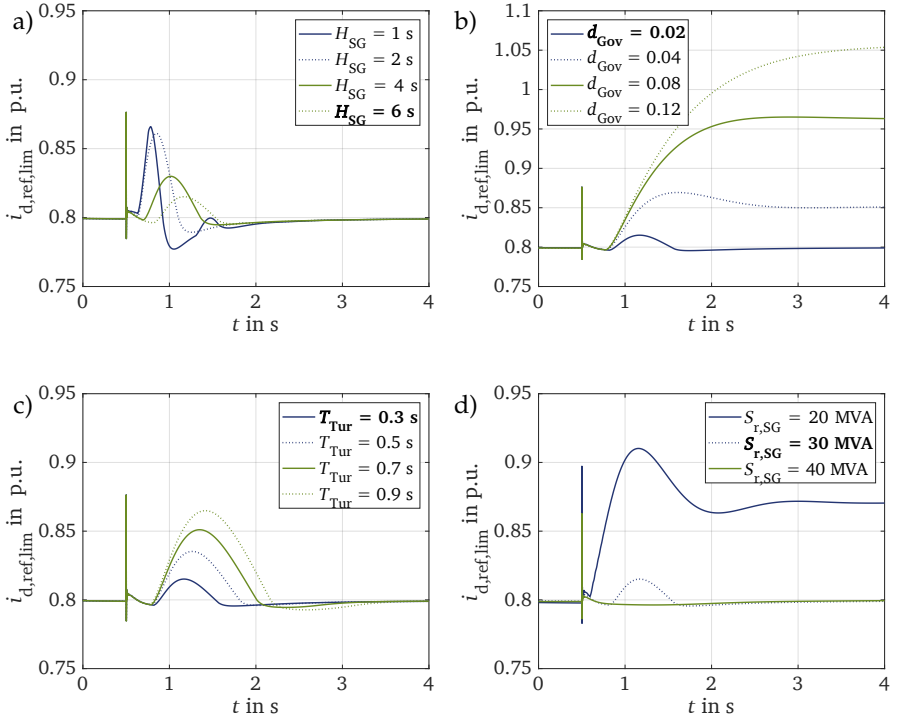 a)
0.95
0.9
0.85
0.8
0.75
i_d,ref,lim in p.u.
H_SG = 1 s
H_SG = 2 s
H_SG = 4 s
H_SG = 6 s
0 1 2 3 4
t in s
b)
1.1
1.05
1
0.95
0.9
0.85
0.8
0.75
i_d,ref,lim in p.u.
d_Gov = 0.02
d_Gov = 0.04
d_Gov = 0.08
d_Gov = 0.12
0 1 2 3 4
t in s
c)
0.95
0.9
0.85
0.8
0.75
i_d,ref,lim in p.u.
T_Tur = 0.3 s
T_Tur = 0.5 s
T_Tur = 0.7 s
T_Tur = 0.9 s
0 1 2 3 4
t in s
d)
0.95
0.9
0.85
0.8
0.75
i_d,ref,lim in p.u.
S_r,SG = 20 MVA
S_r,SG = 30 MVA
S_r,SG = 40 MVA
0 1 2 3 4
t in s